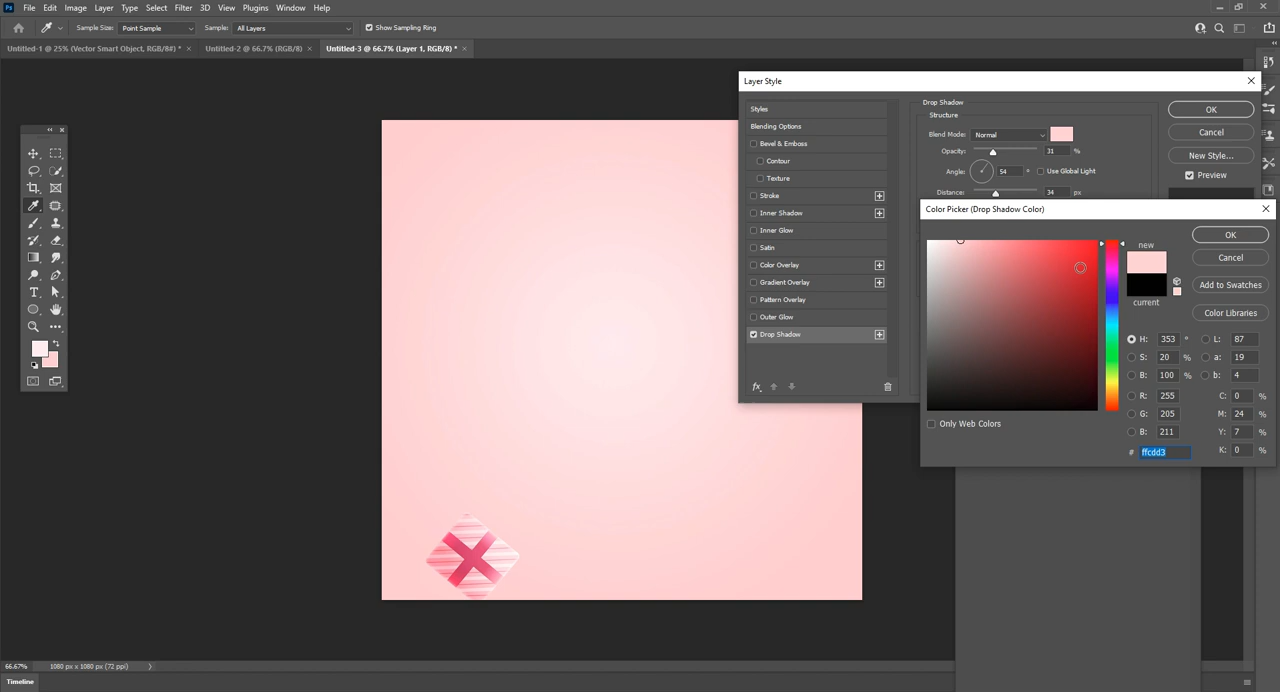 Ps File Edit Image Layer Type Select Filter 3D View Plugins Window Help
Sample Size: Point Sample Sample: All Layers Show Sampling Ring
Untitled-1 @ 25% (Vector Smart Object, RGB/8#) * × Untitled-2 @ 66.7% (RGB/8) × Untitled-3 @ 66.7% (Layer 1, RGB/8) * ×
Layer Style
Styles
Blending Options
Bevel & Emboss
Contour
Texture
Stroke
Inner Shadow
Inner Glow
Satin
Color Overlay
Gradient Overlay
Pattern Overlay
Outer Glow
Drop Shadow
fx
Drop Shadow
Structure
Blend Mode: Normal
Opacity: 31 %
Angle: 54 ° Use Global Light
Distance: 34 px
OK
Cancel
New Style...
Preview
Color Picker (Drop Shadow Color)
new
current
OK
Cancel
Add to Swatches
Color Libraries
H: 353 ° L: 87
S: 20 % a: 19
B: 100 % b: 4
R: 255 C: 0 %
G: 205 M: 24 %
B: 211 Y: 7 %
# ffcdd3 K: 0 %
Only Web Colors
66.67% 1080 px x 1080 px (72 ppi)
Timeline